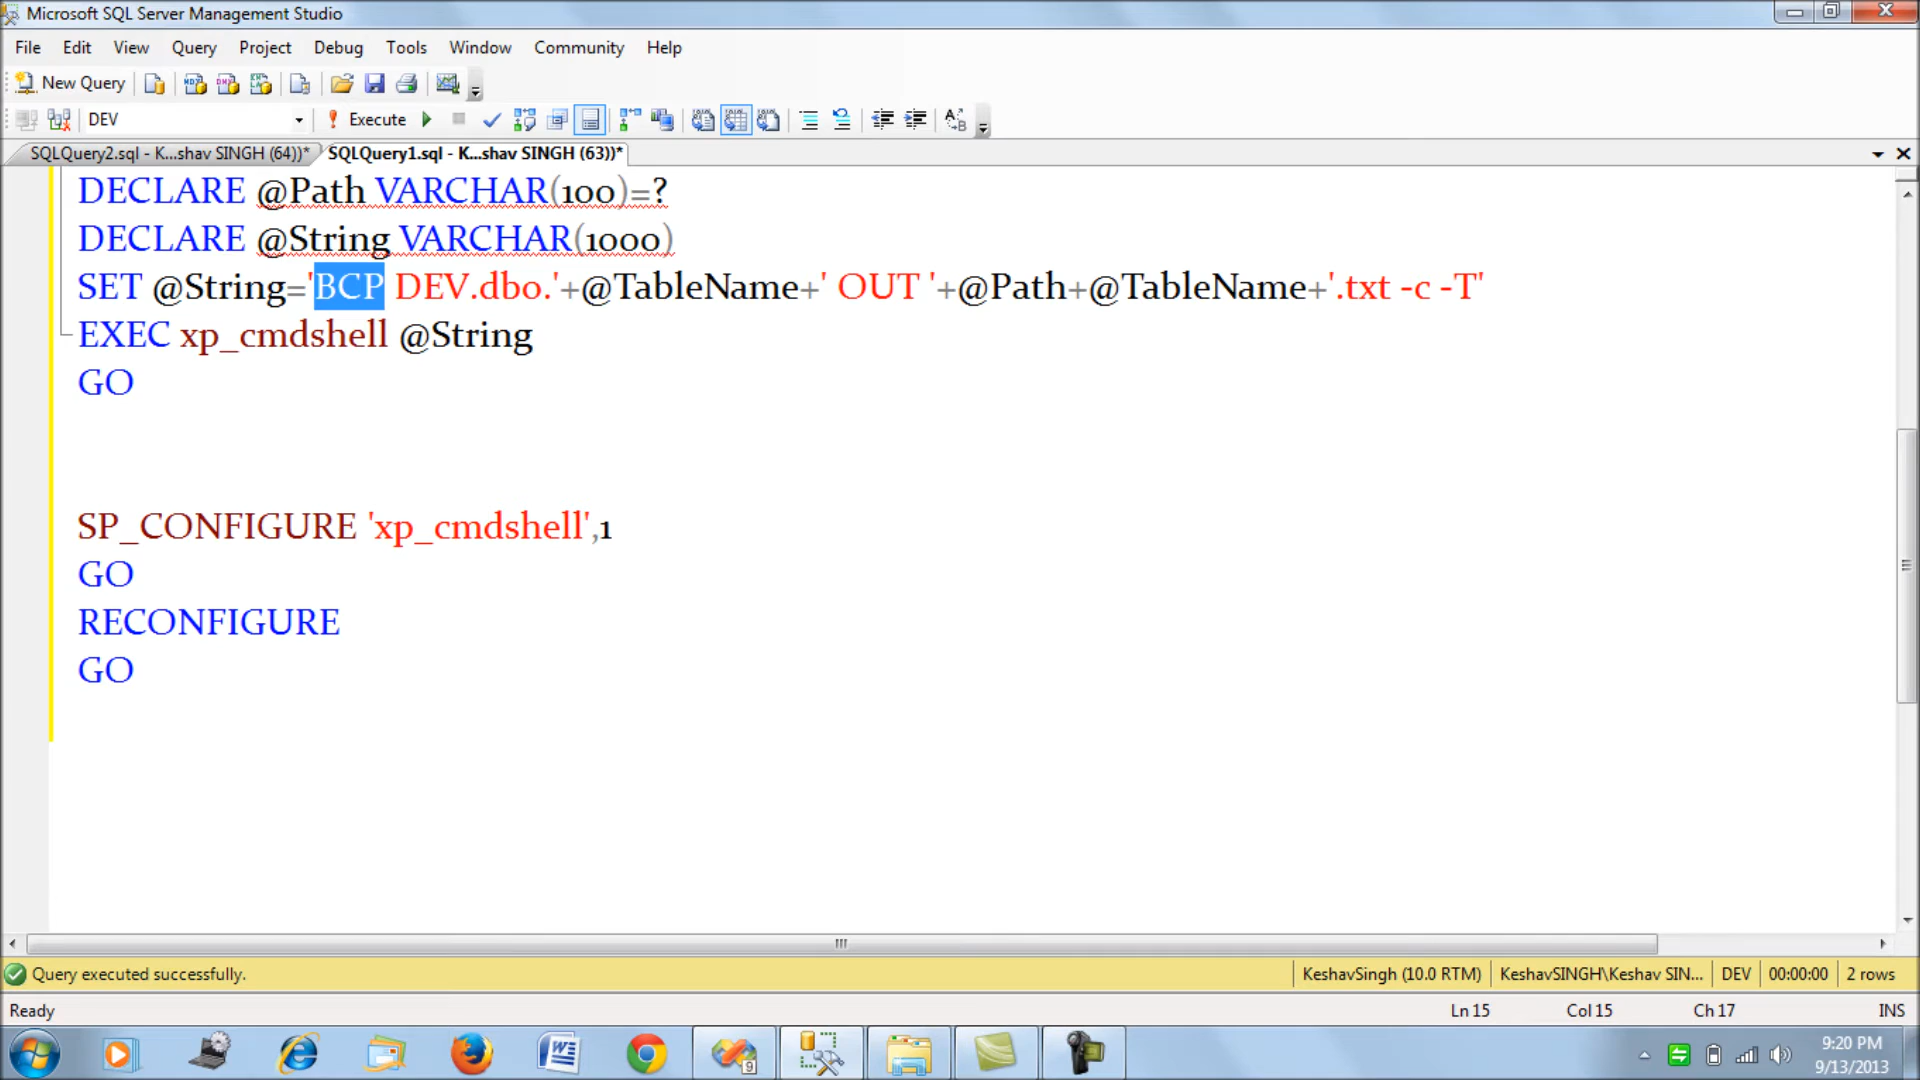 Microsoft SQL Server Management Studio
File Edit View Query Project Debug Tools Window Community Help
New Query
DEV Execute
SQLQuery2.sql - K...shav SINGH (64))* SQLQuery1.sql - K...shav SINGH (63))*
DECLARE @Path VARCHAR(100)=?
DECLARE @String VARCHAR(1000)
SET @String='BCP DEV.dbo.'+@TableName+' OUT '+@Path+@TableName+'.txt -c -T'
EXEC xp_cmdshell @String
GO
SP_CONFIGURE 'xp_cmdshell',1
GO
RECONFIGURE
GO
Query executed successfully. KeshavSingh (10.0 RTM) KeshavSINGH\Keshav SIN... DEV 00:00:00 2 rows
Ready Ln 15 Col 15 Ch 17 INS
9
9:20 PM
9/13/2013